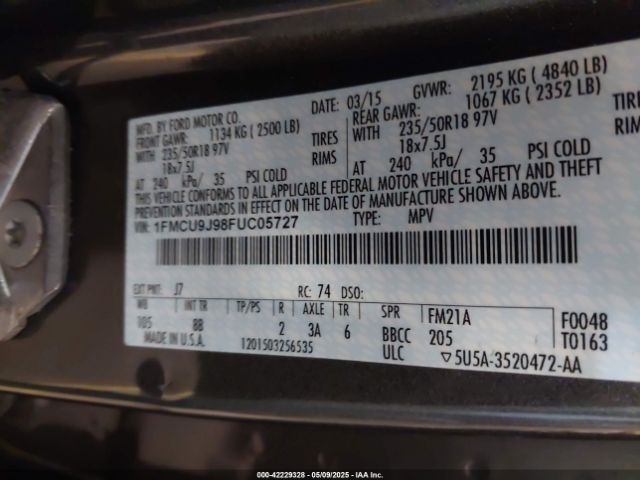 MFD. BY FORD MOTOR CO. DATE: 03/15 GVWR: 2195 KG ( 4840 LB)
FRONT GAWR: 1134 KG ( 2500 LB) REAR GAWR: 1067 KG ( 2352 LB)
WITH 235/50R18 97V TIRES WITH 235/50R18 97V TIRE
18x7.5J RIMS 18x7.5J RIMS
AT 240 kPa/ 35 PSI COLD AT 240 kPa/ 35 PSI COLD
THIS VEHICLE CONFORMS TO ALL APPLICABLE FEDERAL MOTOR VEHICLE SAFETY AND THEFT
PREVENTION STANDARDS IN EFFECT ON THE DATE OF MANUFACTURE SHOWN ABOVE.
VIN: 1FMCU9J98FUC05727 TYPE: MPV
EXT PNT: J7 RC: 74 DSO:
WB INT TR TP/PS R AXLE TR SPR FM21A F0048
105 BB 2 3A 6 BBCC 205 T0163
MADE IN U.S.A. 1201503256535 ULC ▽5U5A-3520472-AA
000-42229328 | 05/09/2025 | IAA Inc.